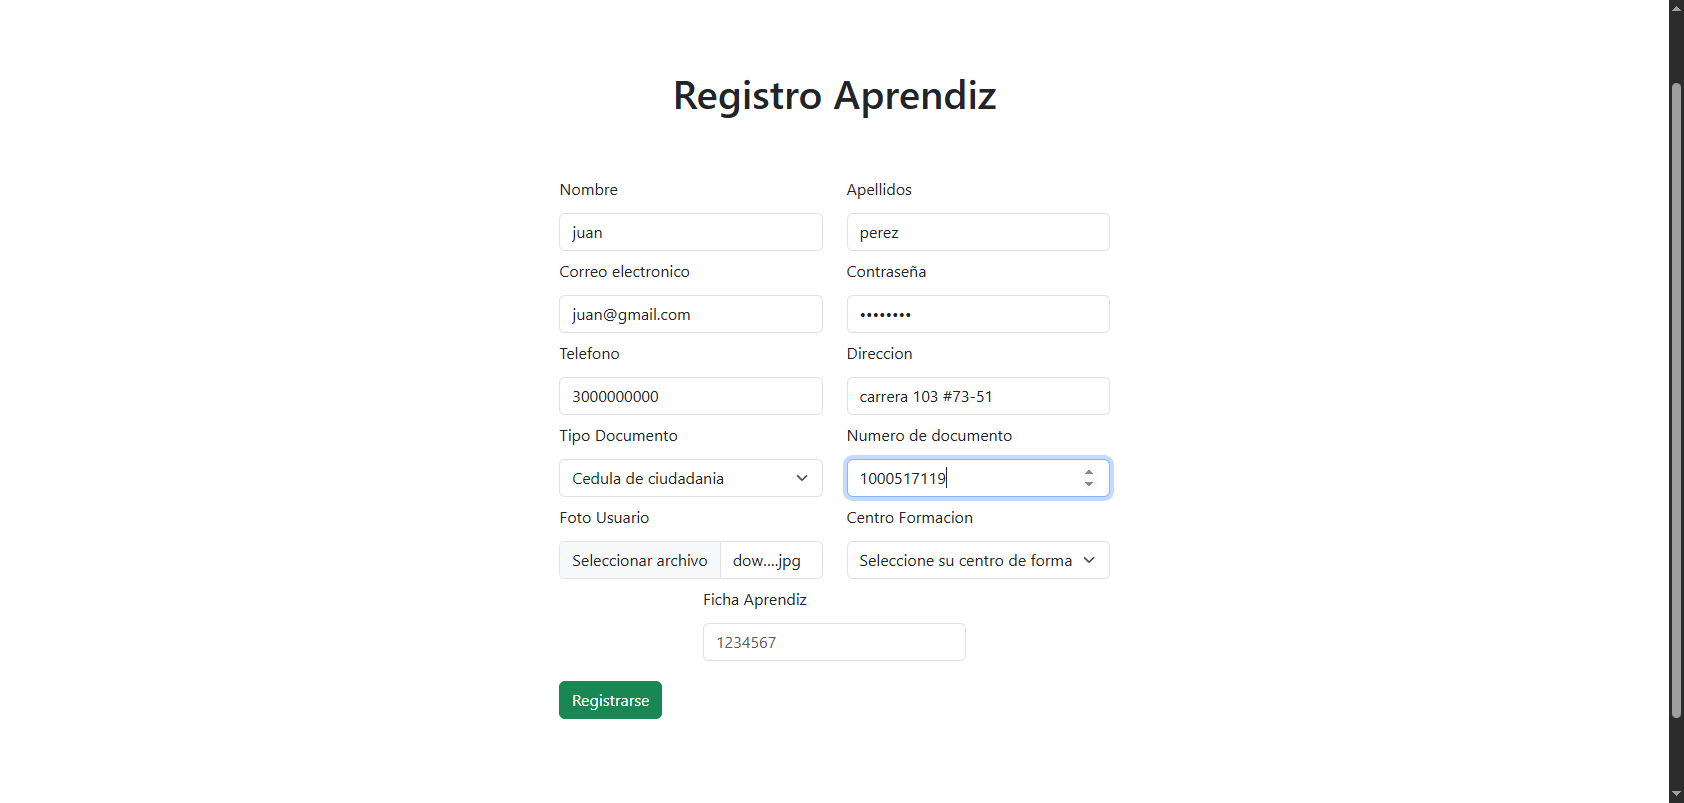 Registro Aprendiz
Nombre
Apellidos
juan
perez
Correo electronico
Contraseña
juan@gmail.com
••••••••
Telefono
Direccion
3000000000
carrera 103 #73-51
Tipo Documento
Numero de documento
Cedula de ciudadania
1000517119
Foto Usuario
Centro Formacion
Seleccionar archivo dow....jpg
Seleccione su centro de forma
Ficha Aprendiz
1234567
Registrarse